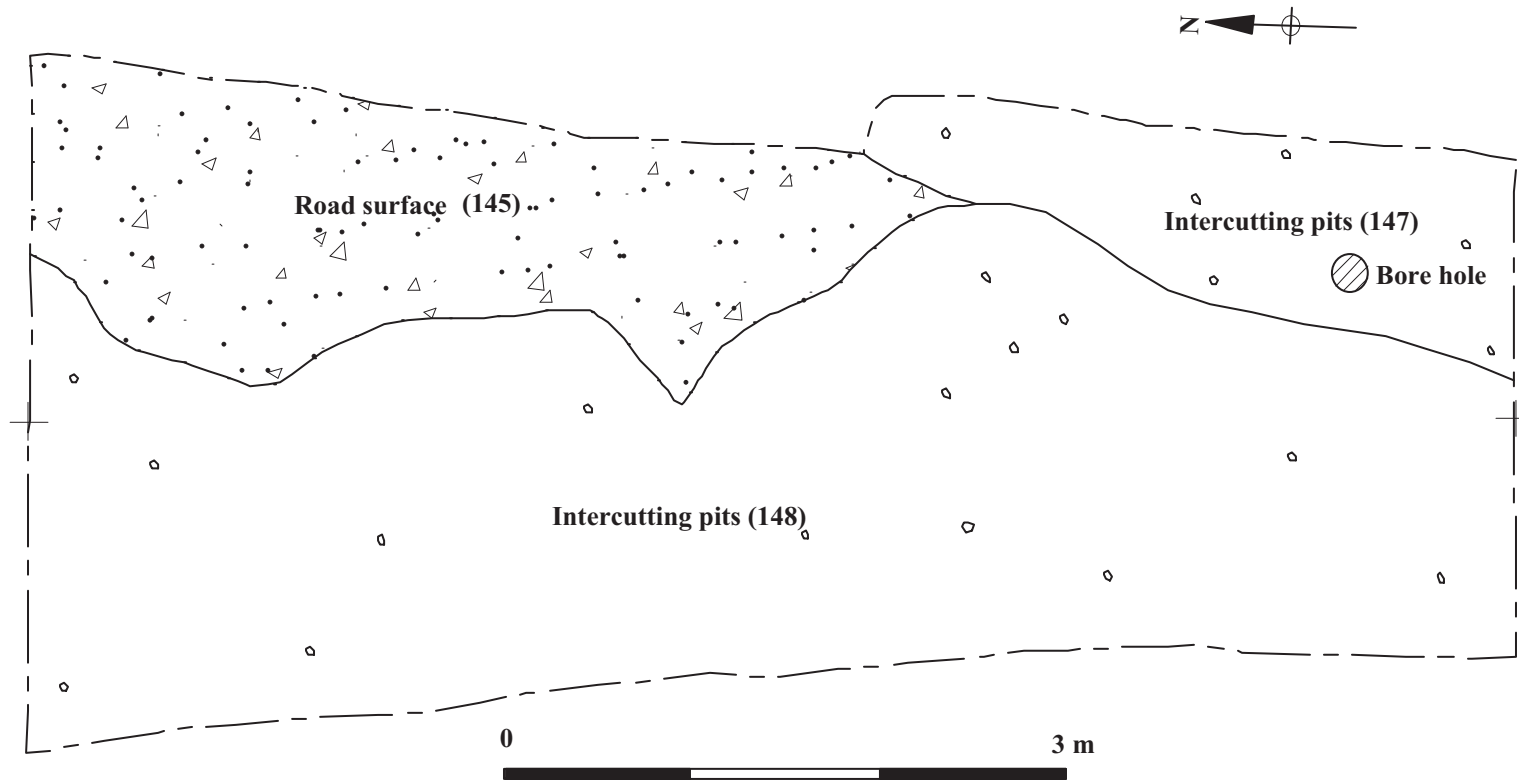 N
Road surface (145)
Intercutting pits (147)
Bore hole
Intercutting pits (148)
0
3 m